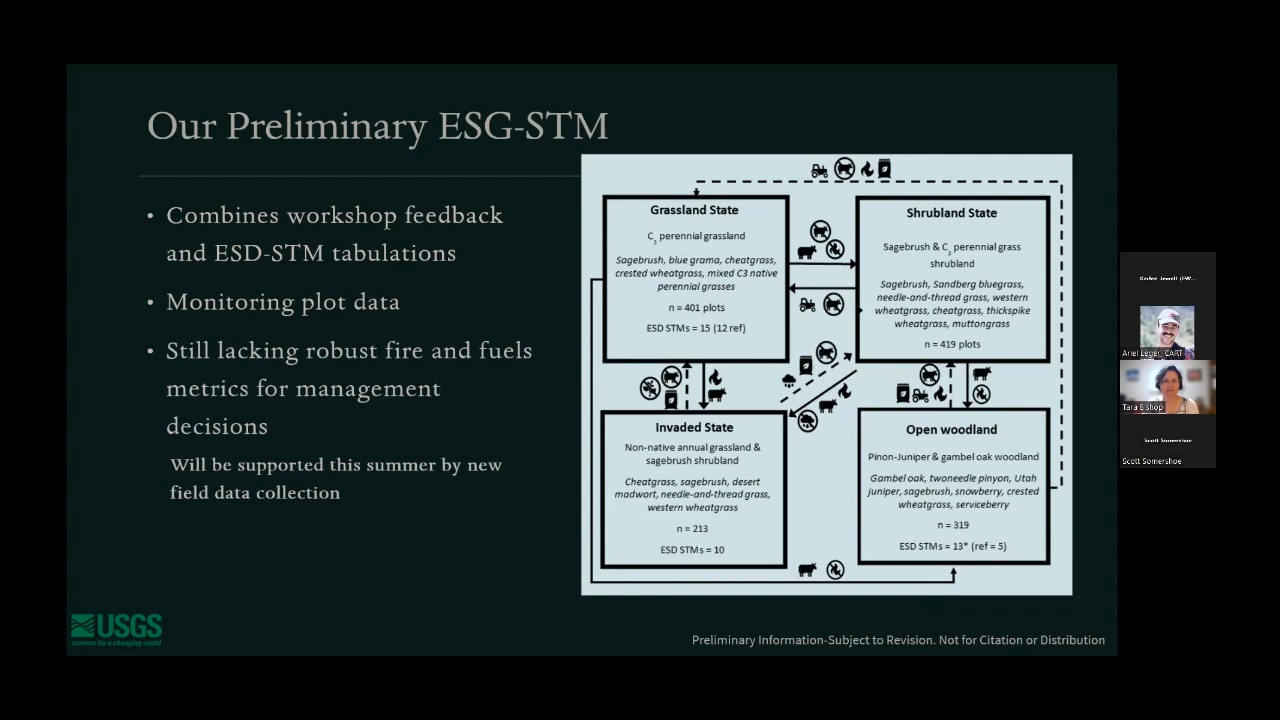 Our Preliminary ESG-STM
• Combines workshop feedback
and ESD-STM tabulations
• Monitoring plot data
• Still lacking robust fire and fuels
metrics for management
decisions
Will be supported this summer by new
field data collection
Grassland State
C3 perennial grassland
Sagebrush, blue grama, cheatgrass,
crested wheatgrass, mixed C3 native
perennial grasses
n = 401 plots
ESD STMs = 15 (12 ref)
Shrubland State
Sagebrush & C3 perennial grass
shrubland
Sagebrush, Sandberg bluegrass,
needle-and-thread grass, western
wheatgrass, cheatgrass, thickspike
wheatgrass, muttongrass
n = 419 plots
Invaded State
Non-native annual grassland &
sagebrush shrubland
Cheatgrass, sagebrush, desert
madwort, needle-and-thread grass,
western wheatgrass
n = 213
ESD STMs = 10
Open woodland
Pinon-Juniper & gambel oak woodland
Gambel oak, twoneedle pinyon, Utah
juniper, sagebrush, snowberry, crested
wheatgrass, serviceberry
n = 319
ESD STMs = 13* (ref = 5)
USGS
science for a changing world
Preliminary Information-Subject to Revision. Not for Citation or Distribution
Ariel Leger, CART
Tara Bishop
Scott Somershoe
Scott Somershoe